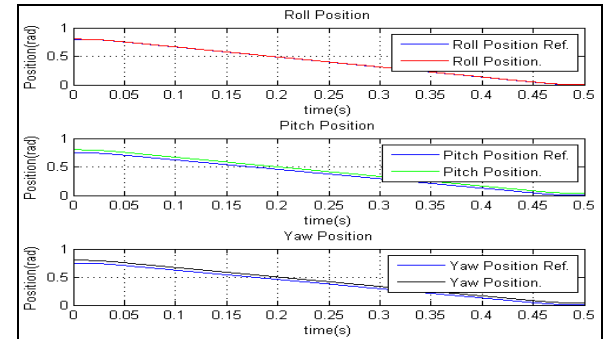 Roll Position
Position(rad)
1
0.5
0
Roll Position Ref.
Roll Position.
0 0.05 0.1 0.15 0.2 0.25 0.3 0.35 0.4 0.45 0.5
time(s)
Pitch Position
Position(rad)
1
0.5
0
Pitch Position Ref.
Pitch Position.
0 0.05 0.1 0.15 0.2 0.25 0.3 0.35 0.4 0.45 0.5
time(s)
Yaw Position
Position(rad)
1
0.5
0
Yaw Position Ref.
Yaw Position.
0 0.05 0.1 0.15 0.2 0.25 0.3 0.35 0.4 0.45 0.5
time(s)